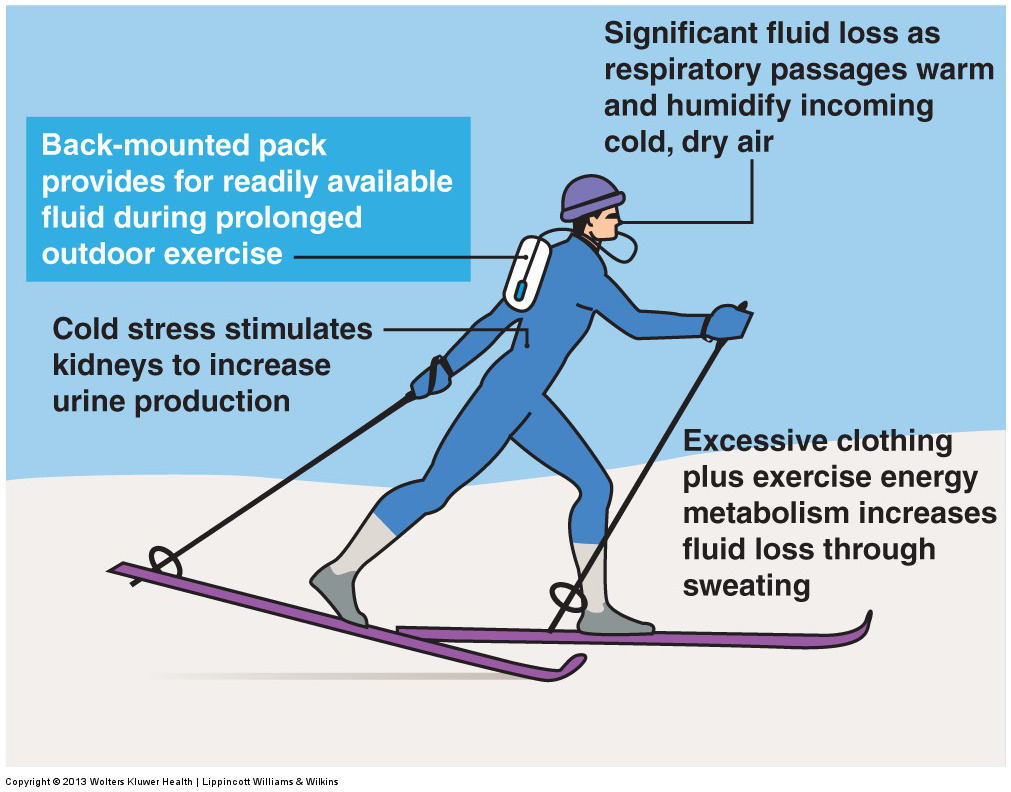 Significant fluid loss as
respiratory passages warm
and humidify incoming
cold, dry air
Back-mounted pack
provides for readily available
fluid during prolonged
outdoor exercise
Cold stress stimulates
kidneys to increase
urine production
Excessive clothing
plus exercise energy
metabolism increases
fluid loss through
sweating
Copyright © 2013 Wolters Kluwer Health | Lippincott Williams & Wilkins